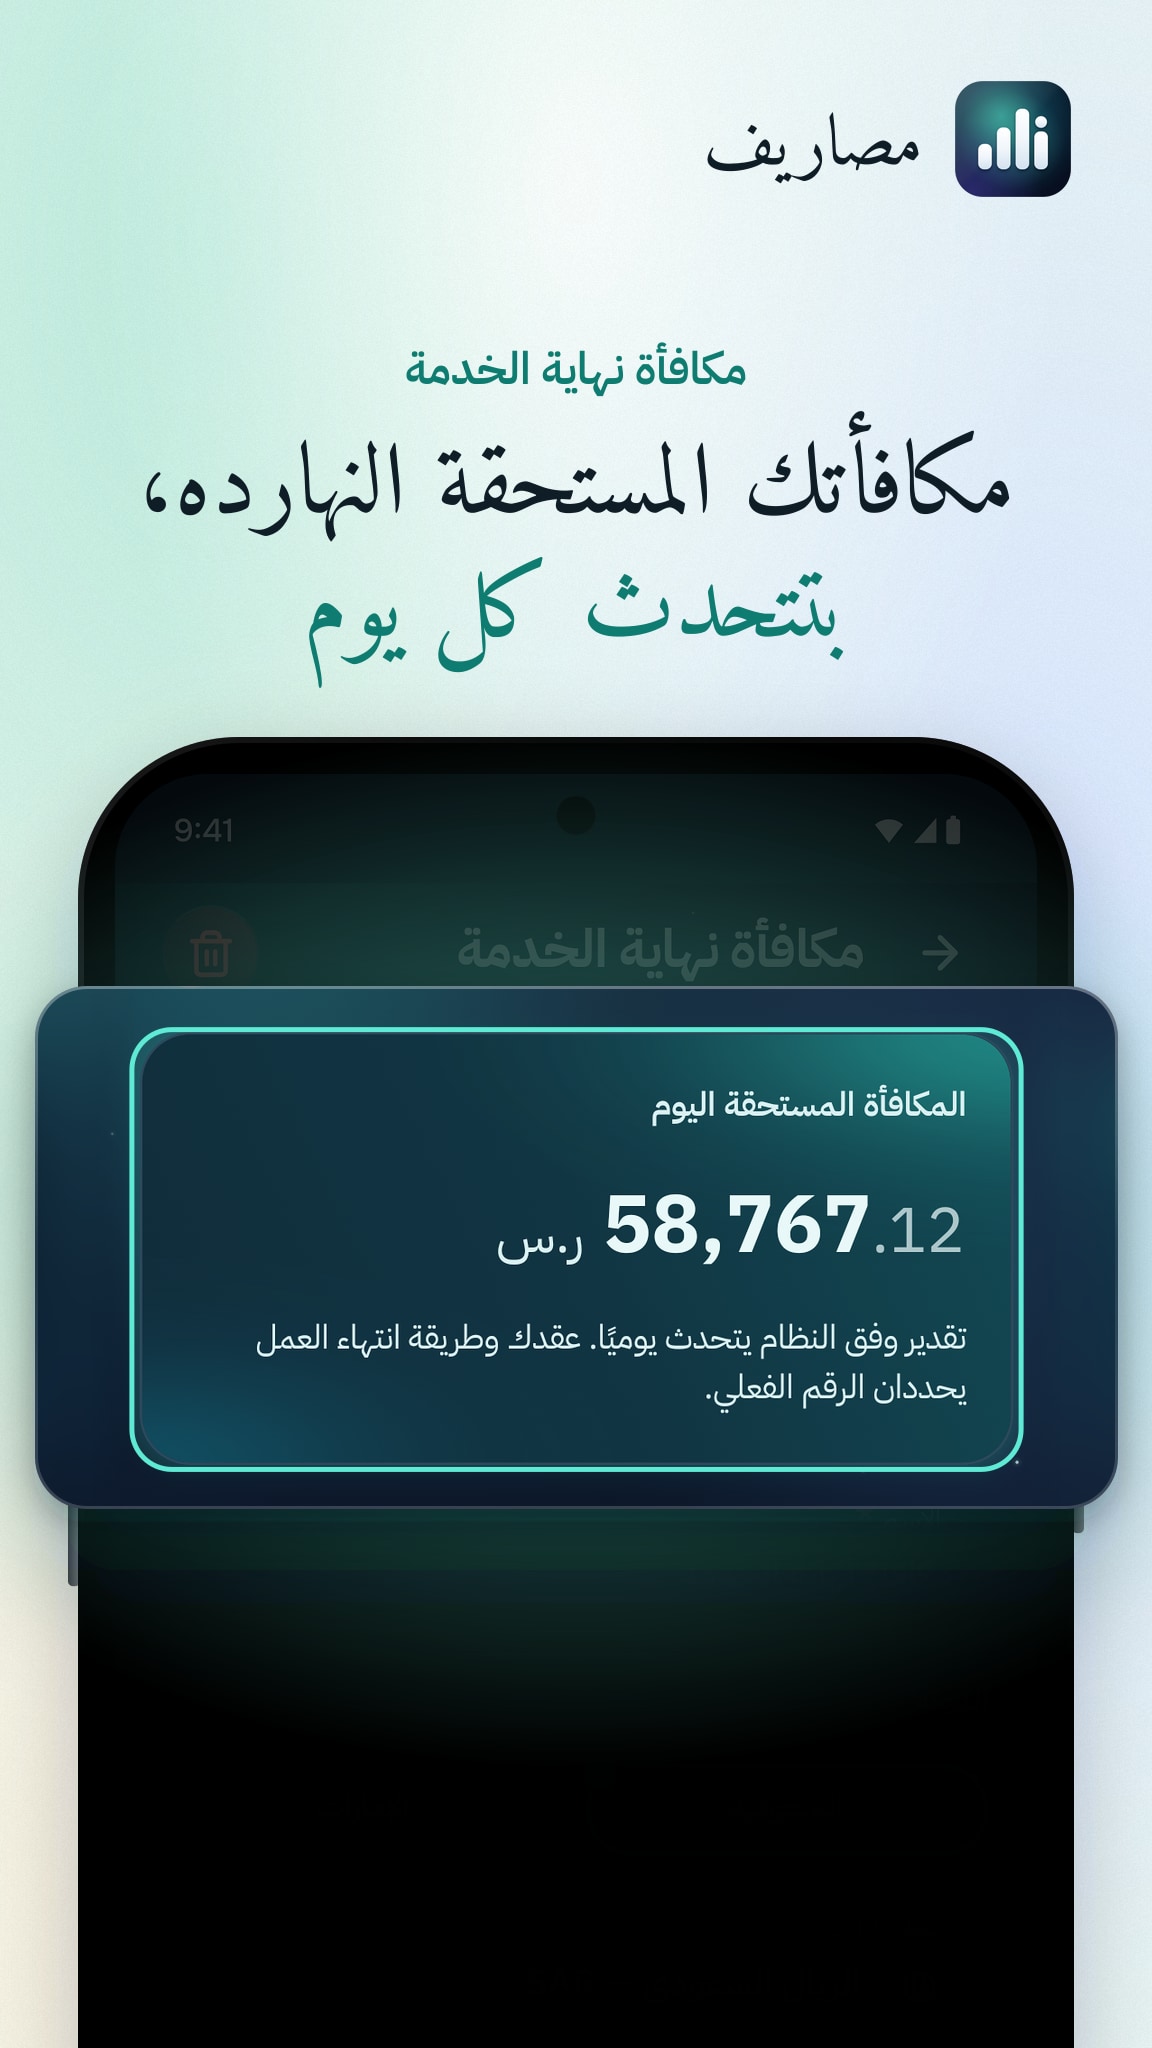 مصاريف
مكافأة نهاية الخدمة
مكافأتك المستحقة النهارده،
بتتحدث كل يوم
9:41
مكافأة نهاية الخدمة
المكافأة المستحقة اليوم
58,767.12 ر.س
تقدير وفق النظام يتحدث يوميًا. عقدك وطريقة انتهاء العمل
يحددان الرقم الفعلي.